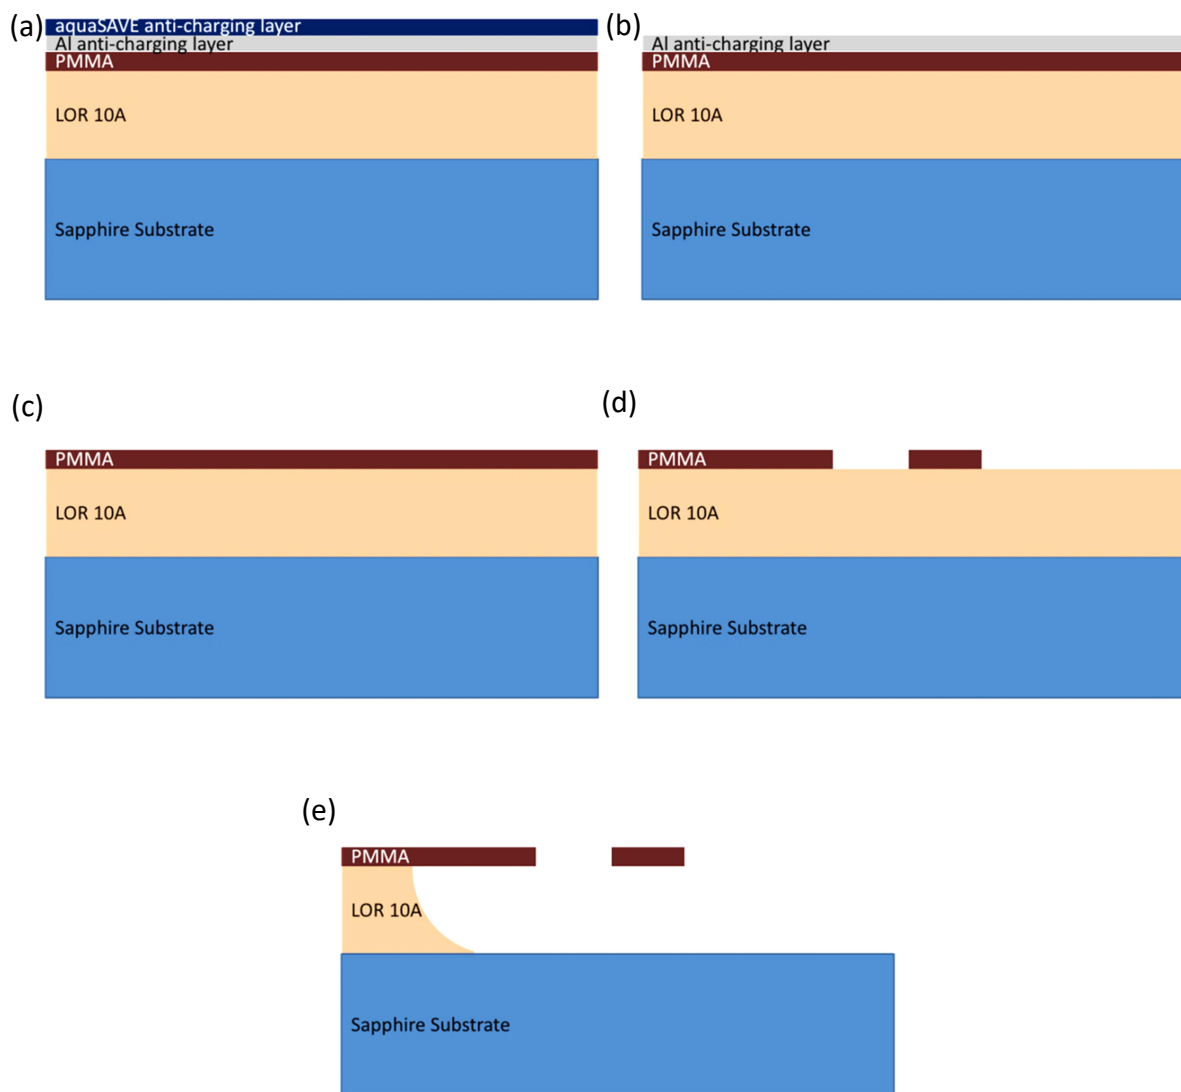 (a)
aquaSAVE anti-charging layer
Al anti-charging layer
PMMA
LOR 10A
Sapphire Substrate
(b)
Al anti-charging layer
PMMA
LOR 10A
Sapphire Substrate
(c)
PMMA
LOR 10A
Sapphire Substrate
(d)
PMMA
LOR 10A
Sapphire Substrate
(e)
PMMA
LOR 10A
Sapphire Substrate